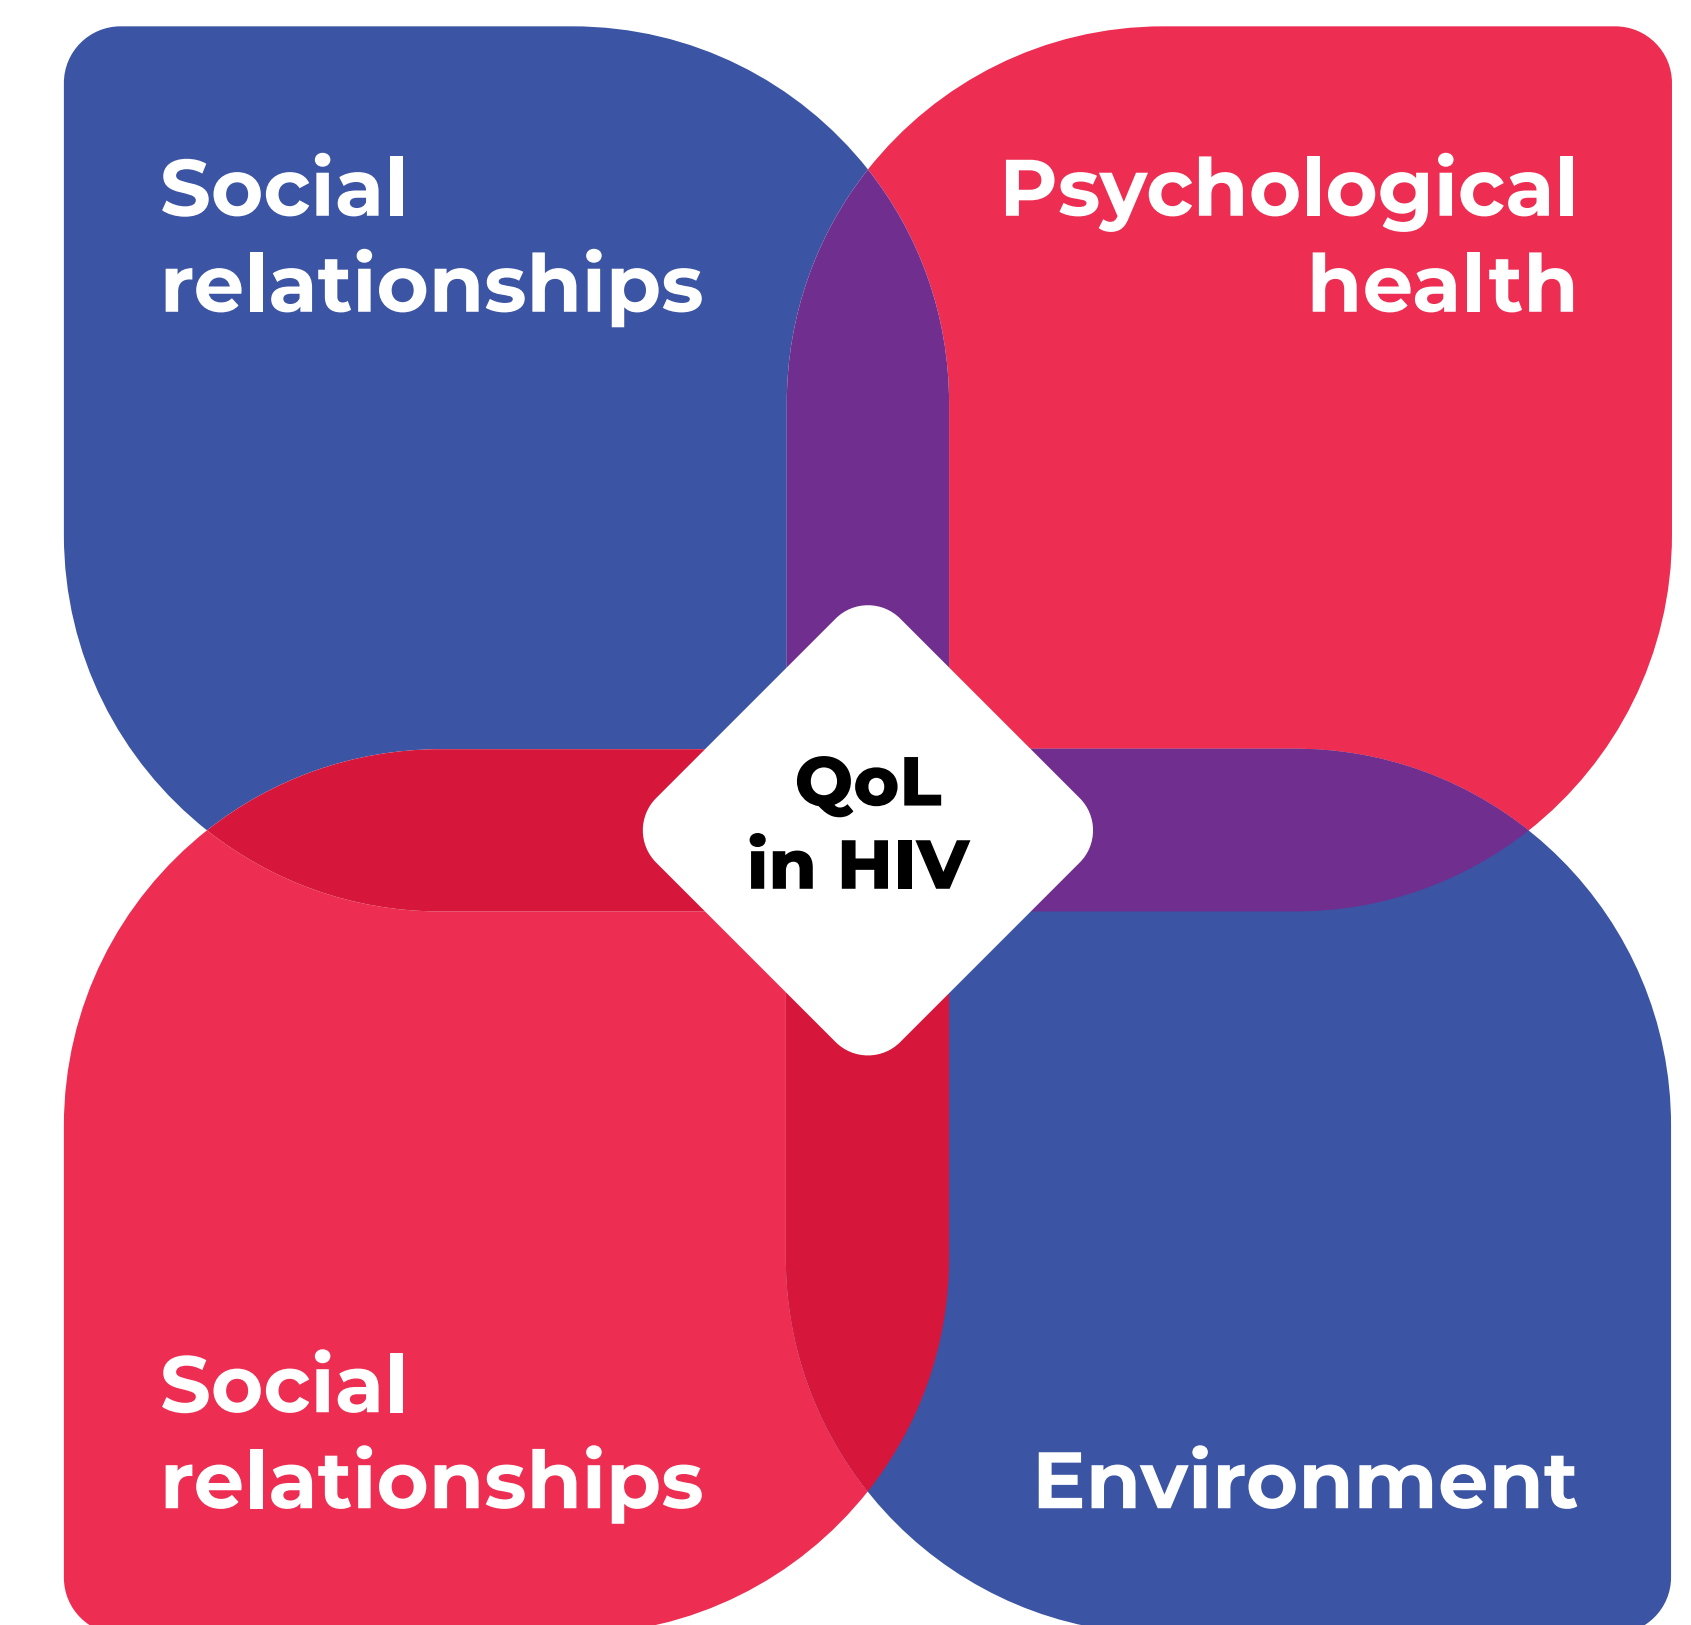 Social
relationships
Psychological
health
QoL
in HIV
Social
relationships
Environment